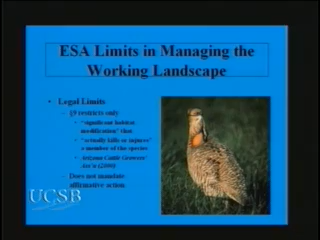 ESA Limits in Managing the
Working Landscape
• Legal Limits
– §9 restricts only
• "significant habitat
modification" that
• "actually kills or injures"
a member of the species
• Arizona Cattle Growers'
Ass'n (2001)
– Does not mandate
affirmative action
UCSB